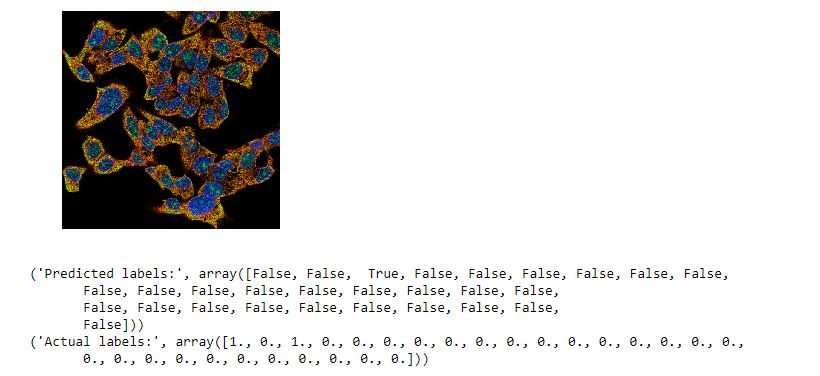 ('Predicted labels:', array([False, False,  True, False, False, False, False, False, False,
       False, False, False, False, False, False, False, False, False,
       False, False, False, False, False, False, False, False, False,
       False]))
('Actual labels:', array([1., 0., 1., 0., 0., 0., 0., 0., 0., 0., 0., 0., 0., 0., 0., 0., 0.,
       0., 0., 0., 0., 0., 0., 0., 0., 0., 0., 0.]))